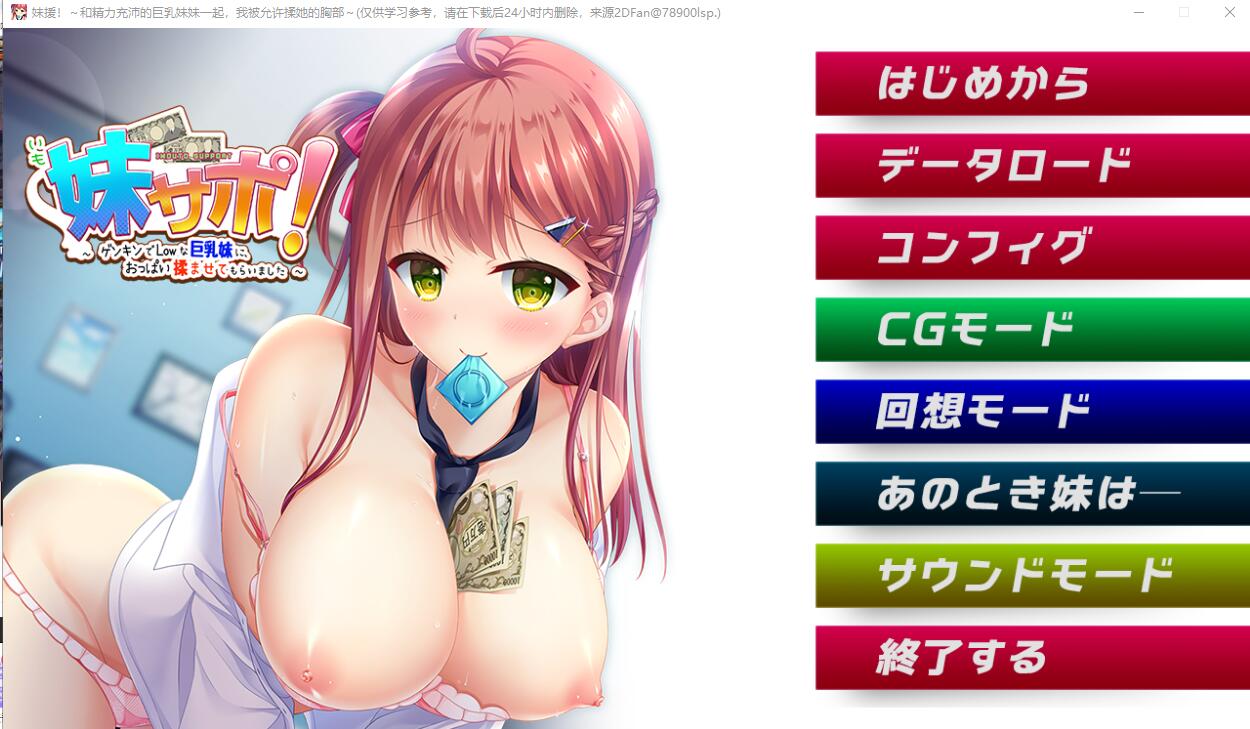 妹援！~和精力充沛的巨乳妹妹一起，我被允许揉她的胸部~(仅供学习参考，请在下载后24小时内删除，来源2DFan@78900lsp.)
いも
妹サポ!
IMOUTO SUPPORT
~ ゲンキンでLowな巨乳妹に、
おっぱい揉ませてもらいました ~
はじめから
データロード
コンフィグ
CGモード
回想モード
あのとき妹は──
サウンドモード
終了する